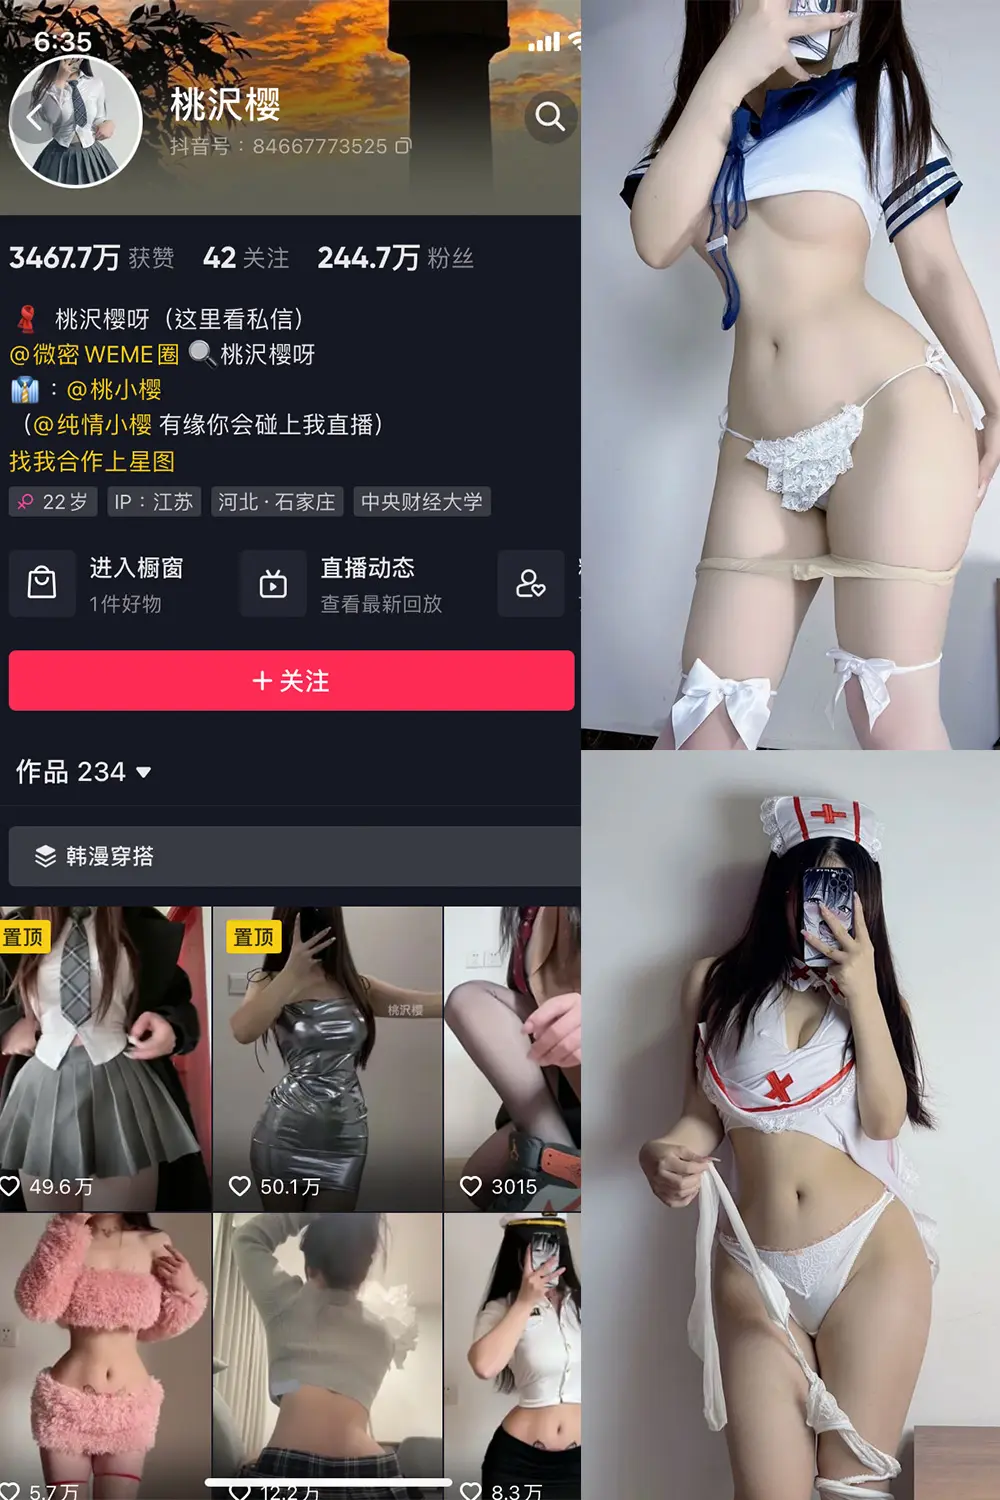 6:35
桃沢樱
抖音号：84667773525
3467.7万 获赞 42 关注 244.7万 粉丝
桃沢樱呀（这里看私信）
@微密 WEME圈 桃沢樱呀
：@桃小樱
（@纯情小樱 有缘你会碰上我直播）
找我合作上星图
22岁 IP：江苏 河北·石家庄 中央财经大学
进入橱窗 直播动态
1件好物 查看最新回放
+ 关注
作品 234
韩漫穿搭
置顶 置顶
桃沢樱
49.6万 50.1万 3015
5.7万 12.2万 8.3万